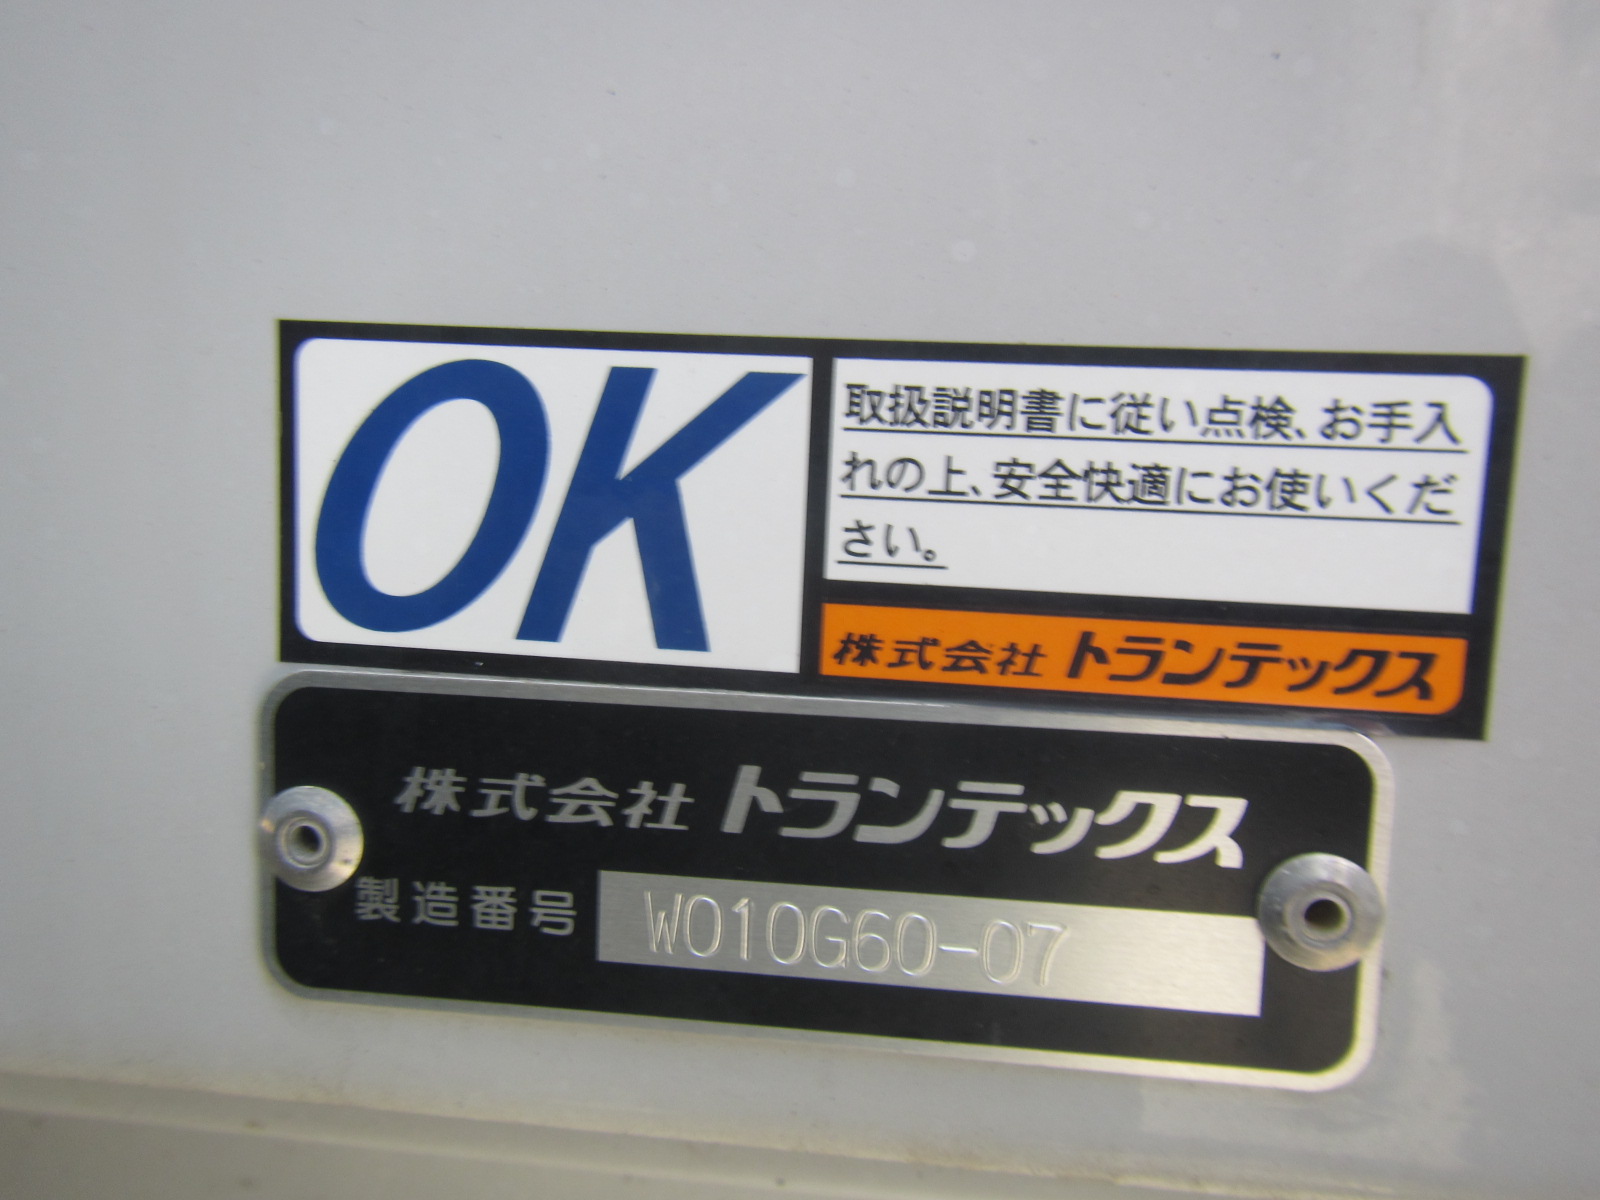 OK
取扱説明書に従い点検、お手入
れの上、安全快適にお使いくだ
さい。
株式会社 トランテックス
株式会社 トランテックス
製造番号 W010G60-07